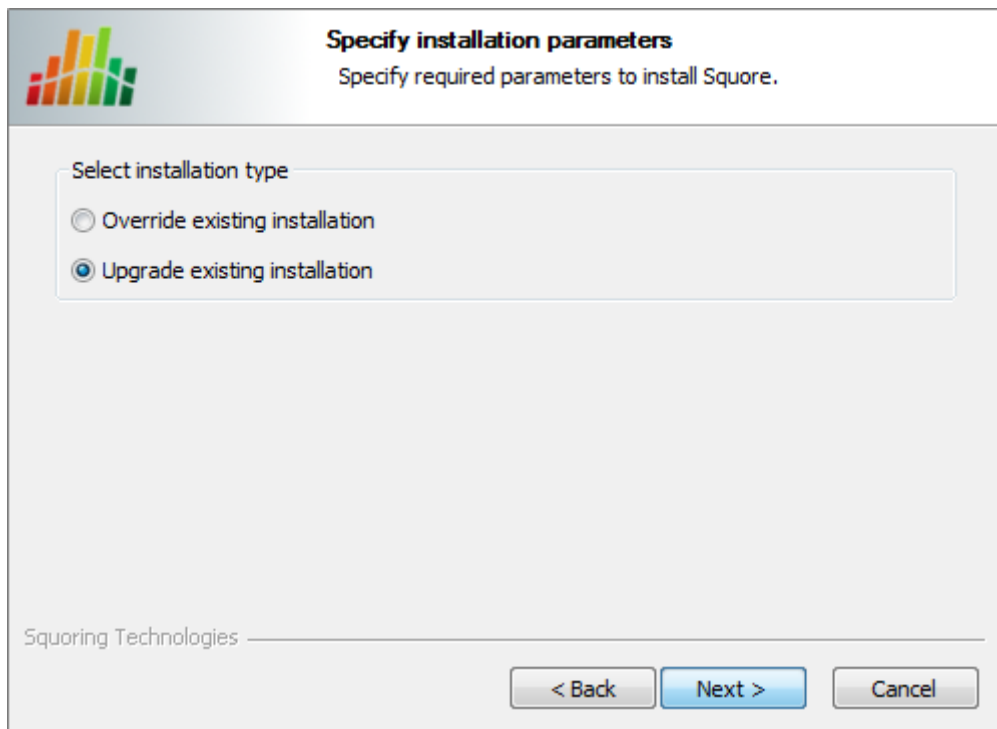 Specify installation parameters
Specify required parameters to install Squore.
Select installation type
Override existing installation
Upgrade existing installation
Squoring Technologies
< Back Next > Cancel